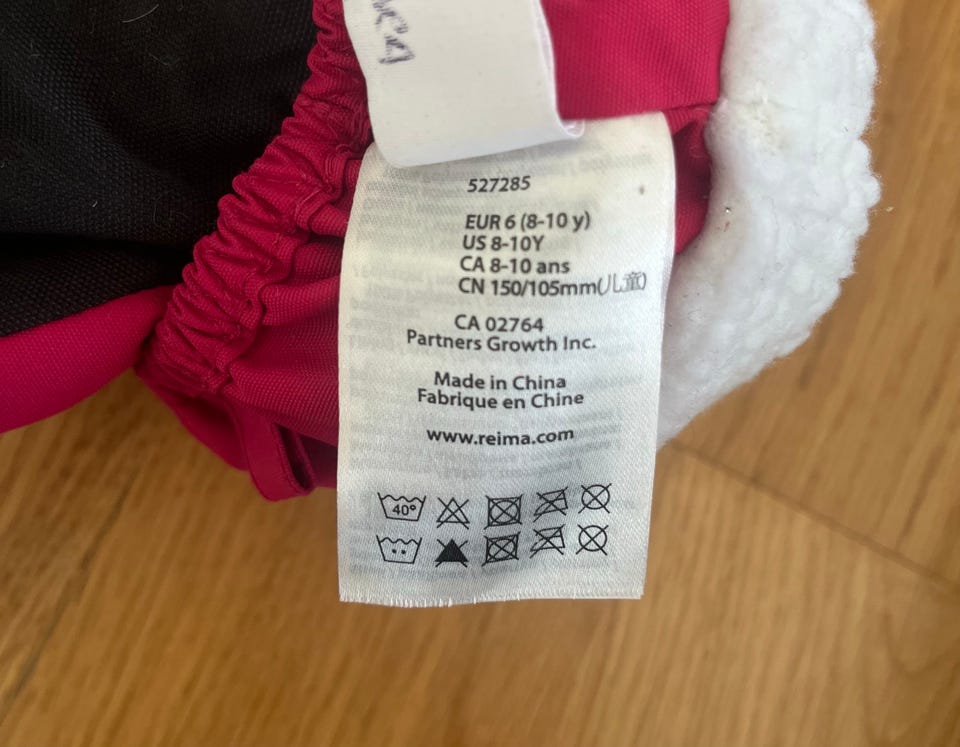 527285
EUR 6 (8-10 y)
US 8-10Y
CA 8-10 ans
CN 150/105mm(儿童)
CA 02764
Partners Growth Inc.
Made in China
Fabrique en Chine
www.reima.com
40°